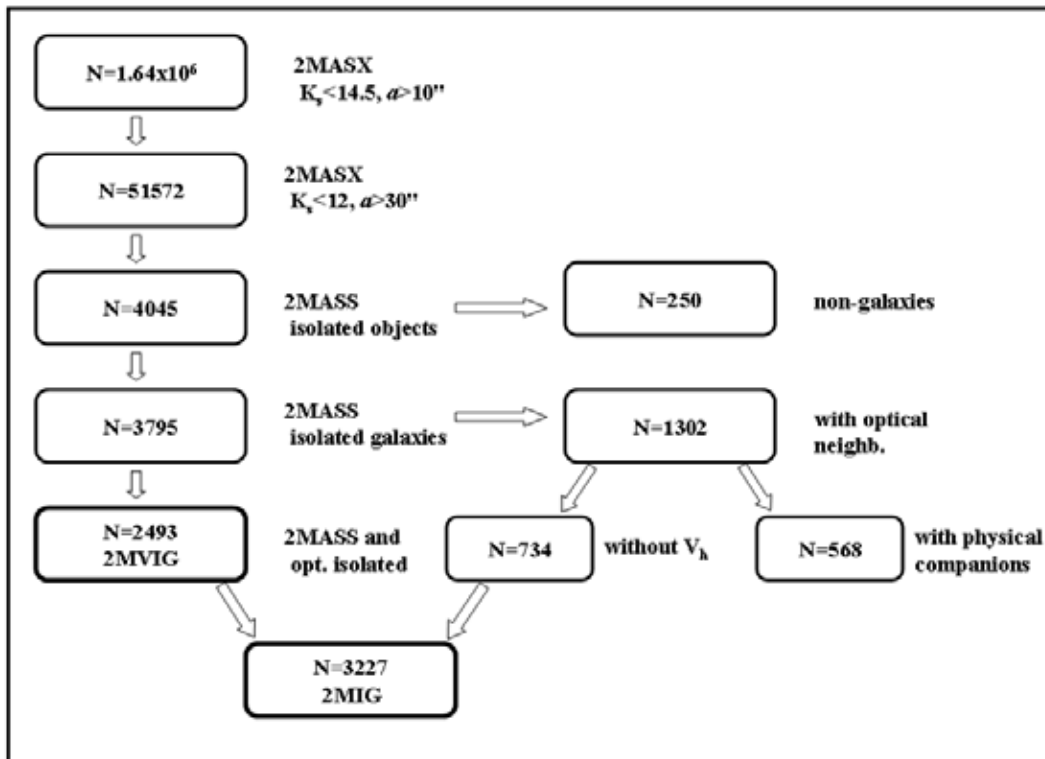 N=1.64x10⁶
2MASX
Kₛ<14.5, a>10"
N=51572
2MASX
Kₛ<12, a>30"
N=4045
2MASS
isolated objects
N=250
non-galaxies
N=3795
2MASS
isolated galaxies
N=1302
with optical
neighb.
N=2493
2MVIG
2MASS and
opt. isolated
N=734
without Vₕ
N=568
with physical
companions
N=3227
2MIG